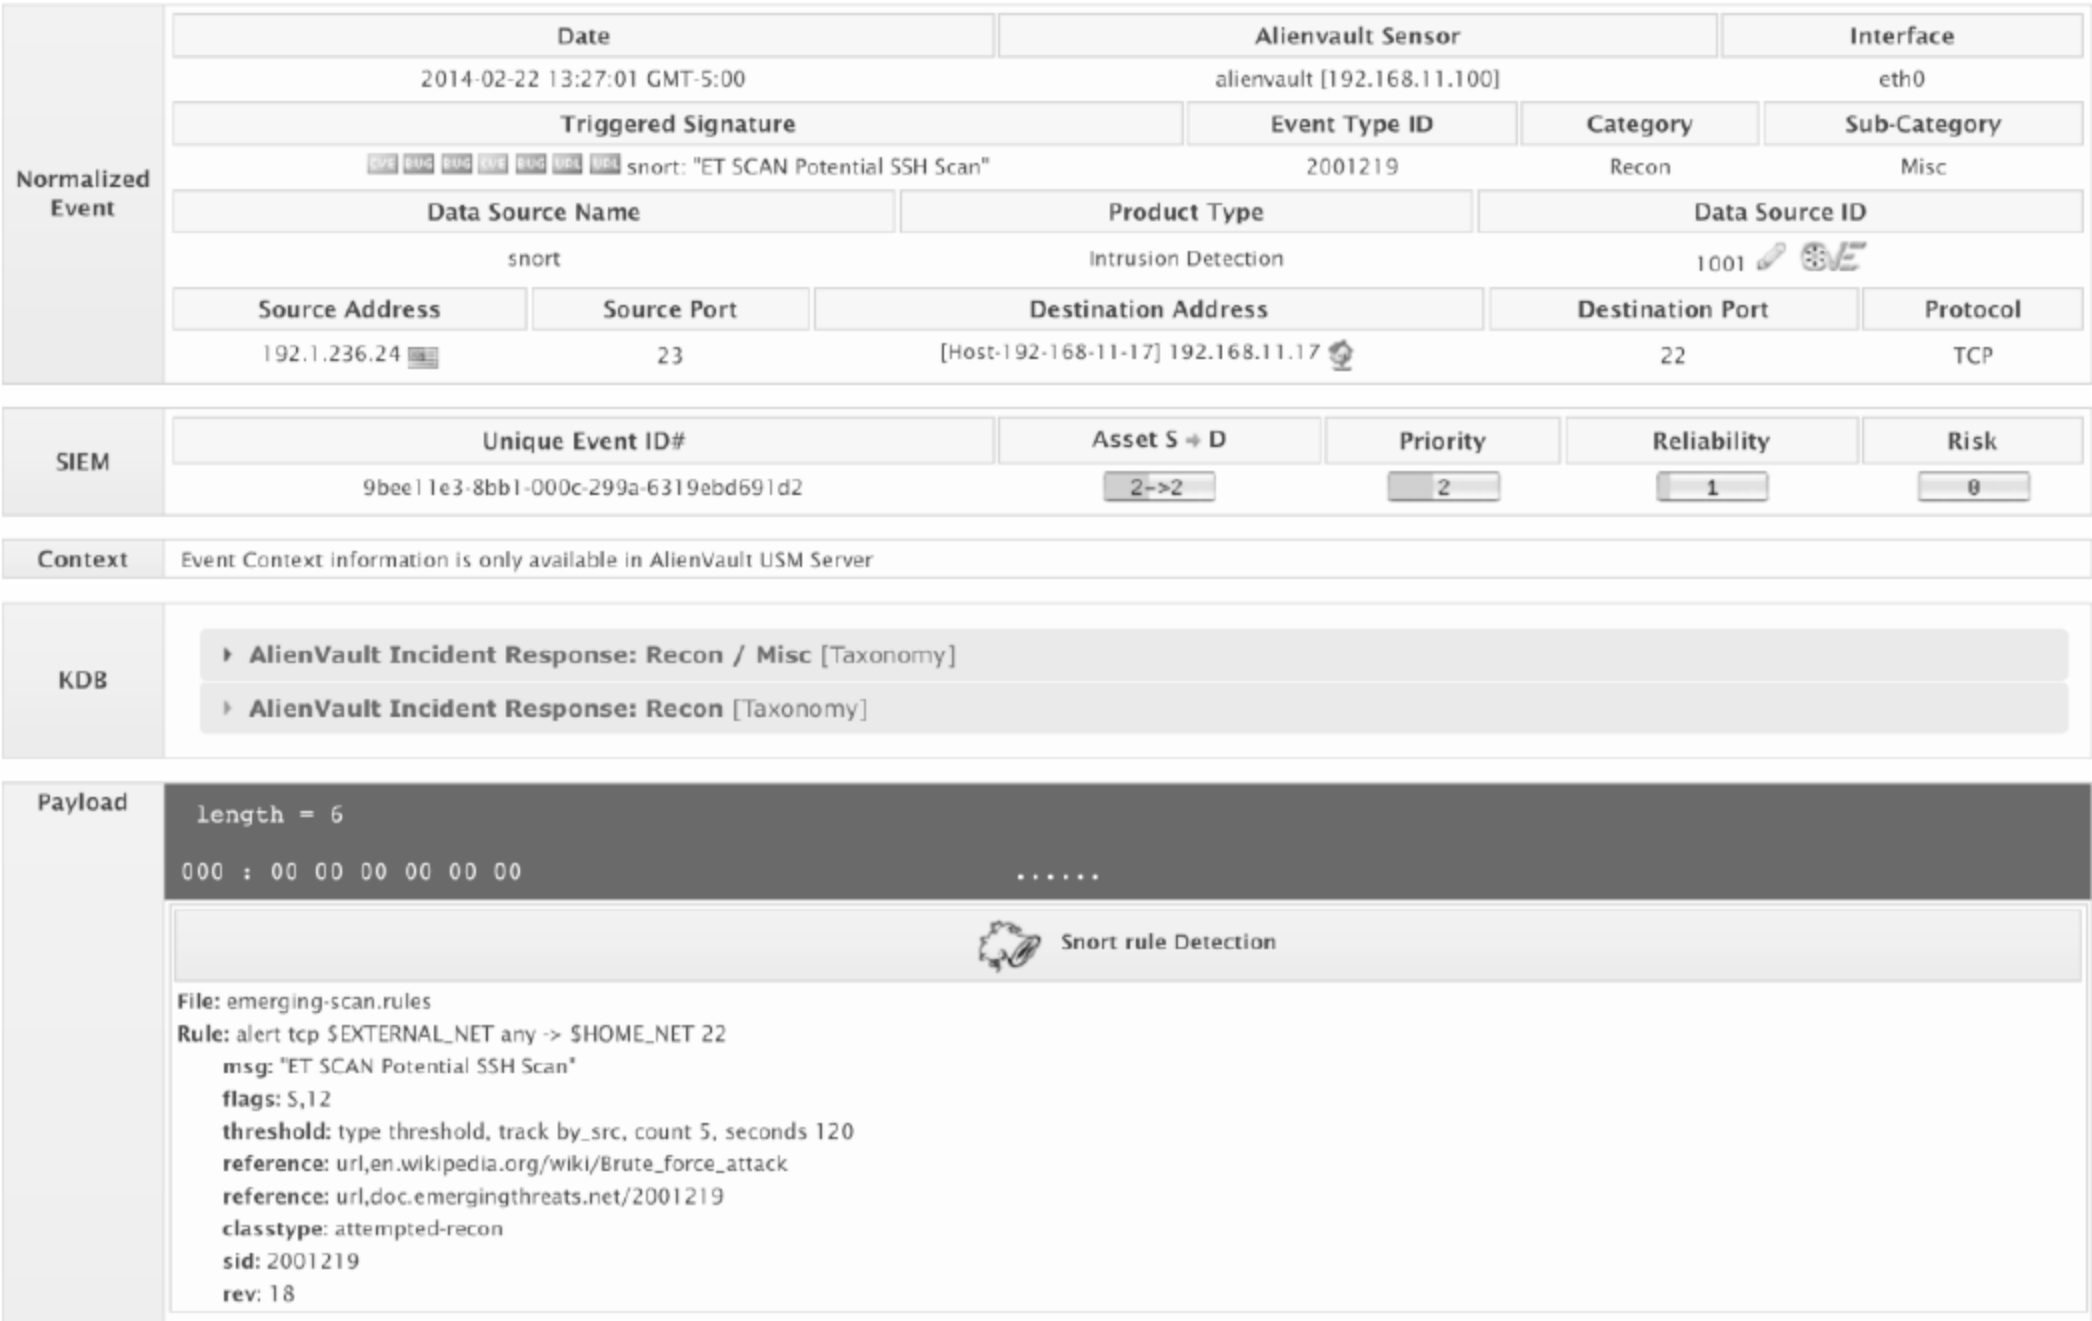 Date Alienvault Sensor Interface
2014-02-22 13:27:01 GMT-5:00 alienvault [192.168.11.100] eth0
Triggered Signature Event Type ID Category Sub-Category
CVE BUG BUG CVE BUG URL URL snort: "ET SCAN Potential SSH Scan" 2001219 Recon Misc
Normalized
Event
Data Source Name Product Type Data Source ID
snort Intrusion Detection 1001
Source Address Source Port Destination Address Destination Port Protocol
192.1.236.24 23 [Host-192-168-11-17] 192.168.11.17 22 TCP
SIEM
Unique Event ID# Asset S → D Priority Reliability Risk
9bee11e3-8bb1-000c-299a-6319ebd691d2 2->2 2 1 0
Context Event Context information is only available in AlienVault USM Server
KDB
AlienVault Incident Response: Recon / Misc [Taxonomy]
AlienVault Incident Response: Recon [Taxonomy]
Payload
length = 6
000 : 00 00 00 00 00 00 ......
Snort rule Detection
File: emerging-scan.rules
Rule: alert tcp $EXTERNAL_NET any -> $HOME_NET 22
msg: "ET SCAN Potential SSH Scan"
flags: S,12
threshold: type threshold, track by_src, count 5, seconds 120
reference: url,en.wikipedia.org/wiki/Brute_force_attack
reference: url,doc.emergingthreats.net/2001219
classtype: attempted-recon
sid: 2001219
rev: 18